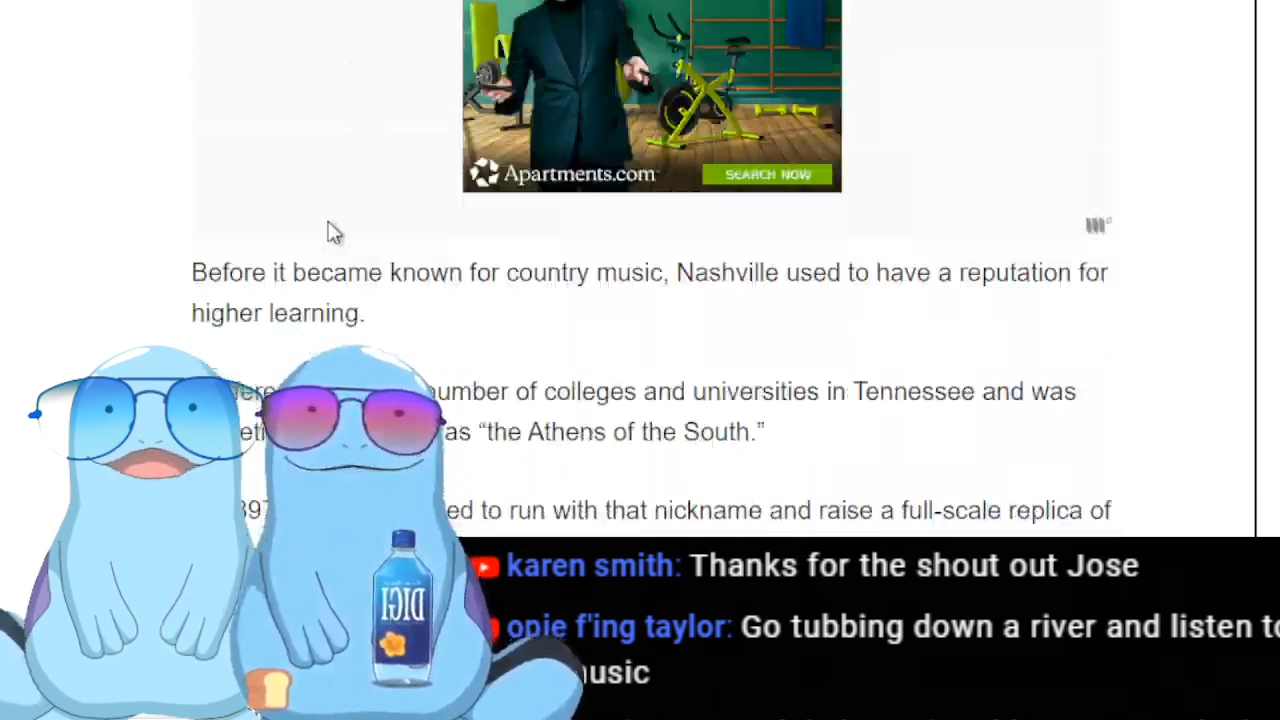 Apartments.com SEARCH NOW
Before it became known for country music, Nashville used to have a reputation for
higher learning.
number of colleges and universities in Tennessee and was
as “the Athens of the South.”
to run with that nickname and raise a full-scale replica of
karen smith: Thanks for the shout out Jose
opie f'ing taylor: Go tubbing down a river and listen to
DIGI